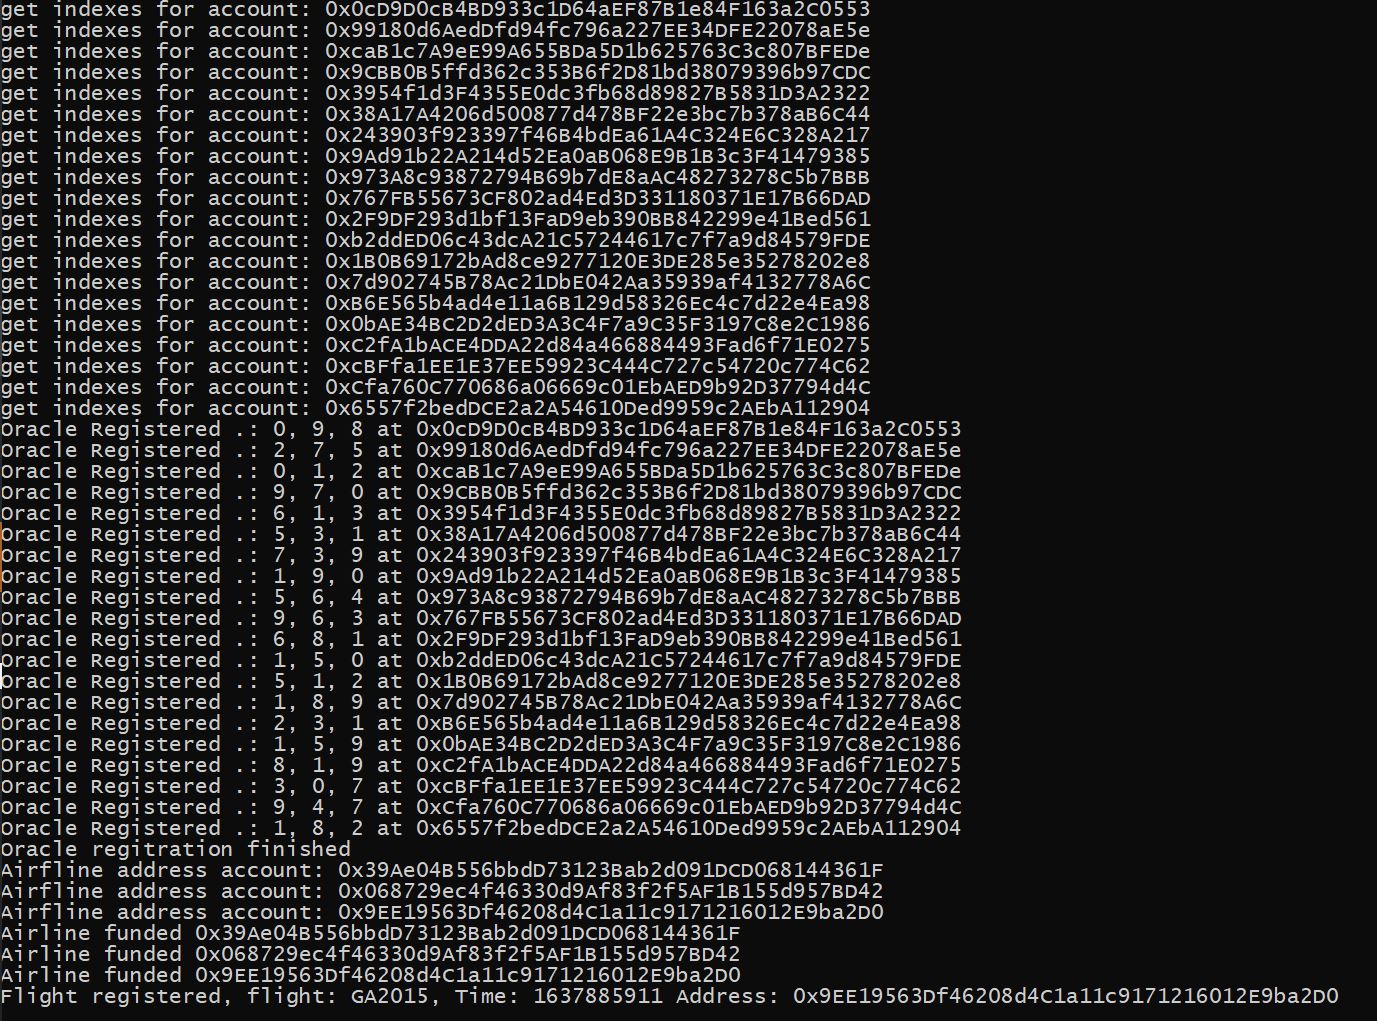 get indexes for account: 0x0cD9D0cB4BD933c1D64aEF87B1e84F163a2C0553
get indexes for account: 0x99180d6AedDfd94fc796a227EE34DFE22078aE5e
get indexes for account: 0xcaB1c7A9eE99A655BDa5D1b625763C3c807BFEDe
get indexes for account: 0x9CBB0B5ffd362c353B6f2D81bd38079396b97CDC
get indexes for account: 0x3954f1d3F4355E0dc3fb68d89827B5831D3A2322
get indexes for account: 0x38A17A4206d500877d478BF22e3bc7b378aB6C44
get indexes for account: 0x243903f923397f46B4bdEa61A4C324E6C328A217
get indexes for account: 0x9Ad91b22A214d52Ea0aB068E9B1B3c3F41479385
get indexes for account: 0x973A8c93872794B69b7dE8aAC48273278C5b7BBB
get indexes for account: 0x767FB55673CF802ad4Ed3D331180371E17B66DAD
get indexes for account: 0x2F9DF293d1bf13FaD9eb390BB842299e41Bed561
get indexes for account: 0xb2ddED06c43dcA21C57244617c7f7a9d84579FDE
get indexes for account: 0x1B0B69172bAd8ce9277120E3DE285e35278202e8
get indexes for account: 0x7d902745B78Ac21DbE042Aa35939af4132778A6C
get indexes for account: 0xB6E565b4ad4e11a6B129d58326Ec4c7d22e4Ea98
get indexes for account: 0x0bAE34BC2D2dED3A3C4F7a9C35F3197C8e2C1986
get indexes for account: 0xC2fA1bACE4DDA22d84a466884493Fad6f71E0275
get indexes for account: 0xcBFfa1EE1E37EE59923C444C727c54720c774C62
get indexes for account: 0xCfa760C770686a06669c01EbAED9b92D37794d4C
get indexes for account: 0x6557f2bedDCE2a2A54610Ded9959c2AEbA112904
Oracle Registered .: 0, 9, 8 at 0x0cD9D0cB4BD933c1D64aEF87B1e84F163a2C0553
Oracle Registered .: 2, 7, 5 at 0x99180d6AedDfd94fc796a227EE34DFE22078aE5e
Oracle Registered .: 0, 1, 2 at 0xcaB1c7A9eE99A655BDa5D1b625763C3c807BFEDe
Oracle Registered .: 9, 7, 0 at 0x9CBB0B5ffd362c353B6f2D81bd38079396b97CDC
Oracle Registered .: 6, 1, 3 at 0x3954f1d3F4355E0dc3fb68d89827B5831D3A2322
Oracle Registered .: 5, 3, 1 at 0x38A17A4206d500877d478BF22e3bc7b378aB6C44
Oracle Registered .: 7, 3, 9 at 0x243903f923397f46B4bdEa61A4C324E6C328A217
Oracle Registered .: 1, 9, 0 at 0x9Ad91b22A214d52Ea0aB068E9B1B3c3F41479385
Oracle Registered .: 5, 6, 4 at 0x973A8c93872794B69b7dE8aAC48273278C5b7BBB
Oracle Registered .: 9, 6, 3 at 0x767FB55673CF802ad4Ed3D331180371E17B66DAD
Oracle Registered .: 6, 8, 1 at 0x2F9DF293d1bf13FaD9eb390BB842299e41Bed561
Oracle Registered .: 1, 5, 0 at 0xb2ddED06c43dcA21C57244617c7f7a9d84579FDE
Oracle Registered .: 5, 1, 2 at 0x1B0B69172bAd8ce9277120E3DE285e35278202e8
Oracle Registered .: 1, 8, 9 at 0x7d902745B78Ac21DbE042Aa35939af4132778A6C
Oracle Registered .: 2, 3, 1 at 0xB6E565b4ad4e11a6B129d58326Ec4c7d22e4Ea98
Oracle Registered .: 1, 5, 9 at 0x0bAE34BC2D2dED3A3C4F7a9C35F3197C8e2C1986
Oracle Registered .: 8, 1, 9 at 0xC2fA1bACE4DDA22d84a466884493Fad6f71E0275
Oracle Registered .: 3, 0, 7 at 0xcBFfa1EE1E37EE59923C444C727c54720c774C62
Oracle Registered .: 9, 4, 7 at 0xCfa760C770686a06669c01EbAED9b92D37794d4C
Oracle Registered .: 1, 8, 2 at 0x6557f2bedDCE2a2A54610Ded9959c2AEbA112904
Oracle regitration finished
Airfline address account: 0x39Ae04B556bbdD73123Bab2d091DCD068144361F
Airfline address account: 0x068729ec4f46330d9Af83f2f5AF1B155d957BD42
Airfline address account: 0x9EE19563Df46208d4C1a11c9171216012E9ba2D0
Airline funded 0x39Ae04B556bbdD73123Bab2d091DCD068144361F
Airline funded 0x068729ec4f46330d9Af83f2f5AF1B155d957BD42
Airline funded 0x9EE19563Df46208d4C1a11c9171216012E9ba2D0
Flight registered, flight: GA2015, Time: 1637885911 Address: 0x9EE19563Df46208d4C1a11c9171216012E9ba2D0